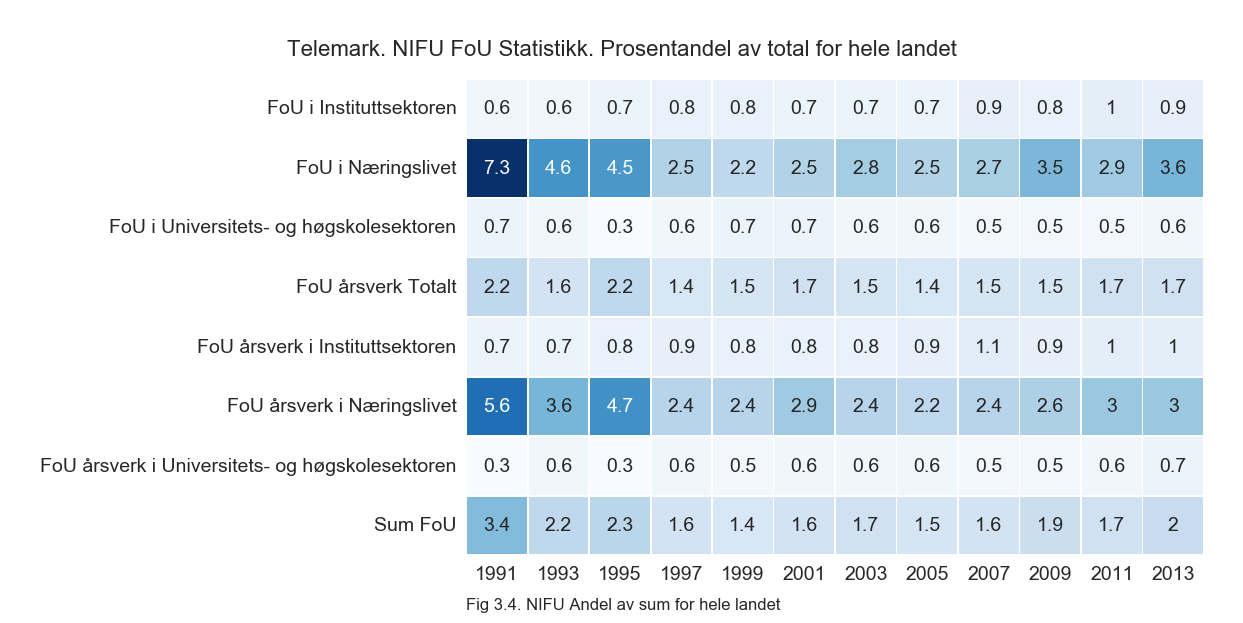 Telemark. NIFU FoU Statistikk. Prosentandel av total for hele landet
FoU i Instituttsektoren 0.6 0.6 0.7 0.8 0.8 0.7 0.7 0.7 0.9 0.8 1 0.9
FoU i Næringslivet 7.3 4.6 4.5 2.5 2.2 2.5 2.8 2.5 2.7 3.5 2.9 3.6
FoU i Universitets- og høgskolesektoren 0.7 0.6 0.3 0.6 0.7 0.7 0.6 0.6 0.5 0.5 0.5 0.6
FoU årsverk Totalt 2.2 1.6 2.2 1.4 1.5 1.7 1.5 1.4 1.5 1.5 1.7 1.7
FoU årsverk i Instituttsektoren 0.7 0.7 0.8 0.9 0.8 0.8 0.8 0.9 1.1 0.9 1 1
FoU årsverk i Næringslivet 5.6 3.6 4.7 2.4 2.4 2.9 2.4 2.2 2.4 2.6 3 3
FoU årsverk i Universitets- og høgskolesektoren 0.3 0.6 0.3 0.6 0.5 0.6 0.6 0.6 0.5 0.5 0.6 0.7
Sum FoU 3.4 2.2 2.3 1.6 1.4 1.6 1.7 1.5 1.6 1.9 1.7 2
1991 1993 1995 1997 1999 2001 2003 2005 2007 2009 2011 2013
Fig 3.4. NIFU Andel av sum for hele landet